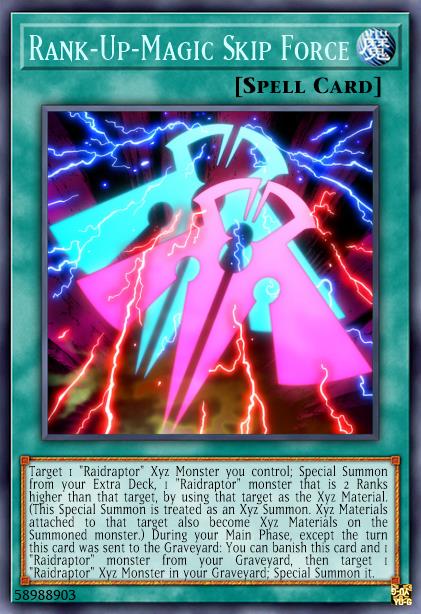 Rank-Up-Magic Skip Force
魔
[Spell Card]
Target 1 "Raidraptor" Xyz Monster you control; Special Summon
from your Extra Deck, 1 "Raidraptor" monster that is 2 Ranks
higher than that target, by using that target as the Xyz Material.
(This Special Summon is treated as an Xyz Summon. Xyz Materials
attached to that target also become Xyz Materials on the
Summoned monster.) During your Main Phase, except the turn
this card was sent to the Graveyard: You can banish this card and 1
"Raidraptor" monster from your Graveyard, then target 1
"Raidraptor" Xyz Monster in your Graveyard; Special Summon it.
58988903